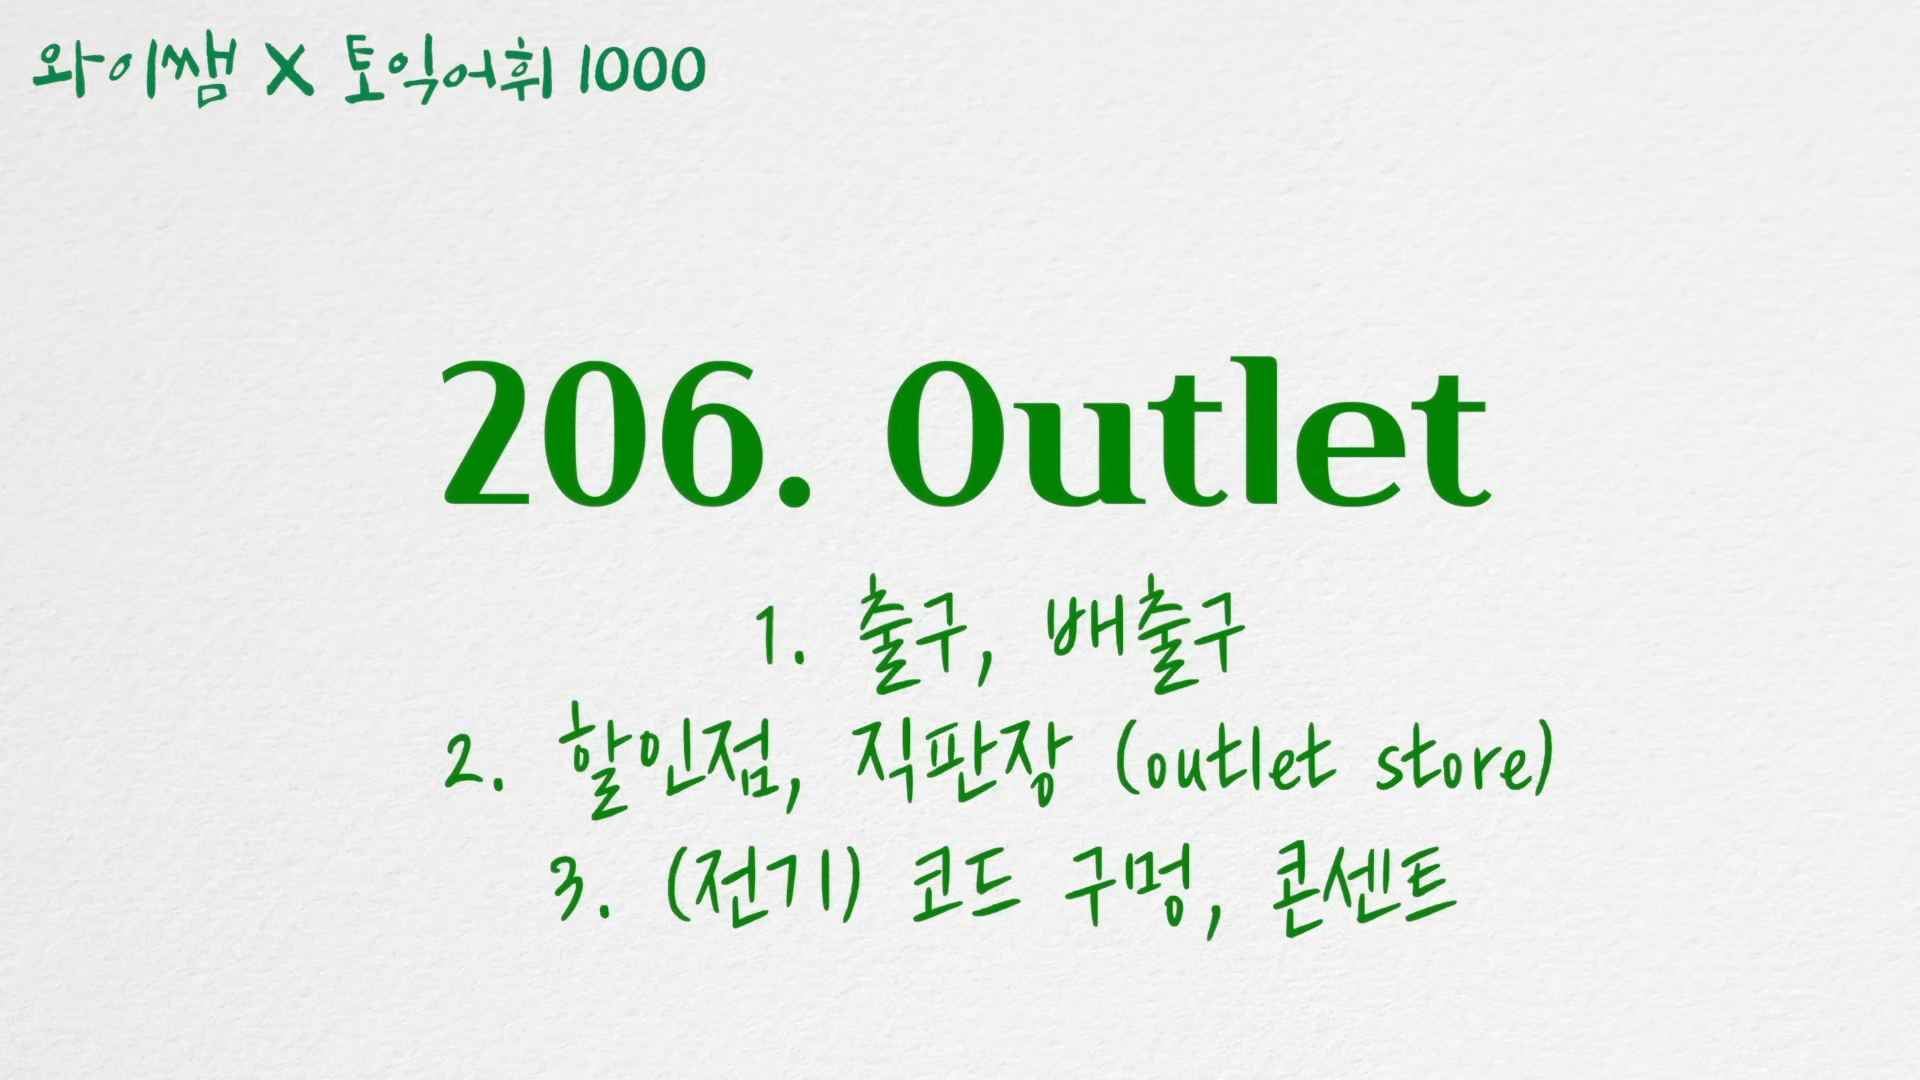 와이쌤 X 토익어휘 1000
206. Outlet
1. 출구, 배출구
2. 할인점, 직판장 (outlet store)
3. (전기) 코드 구멍, 콘센트